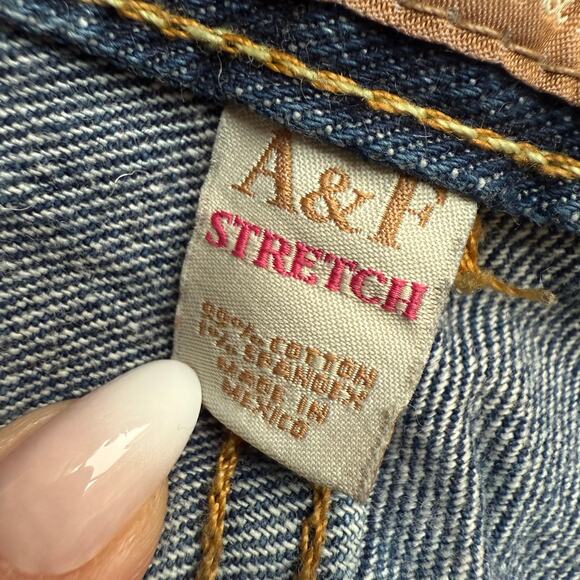 A&F
STRETCH
99% COTTON
1% SPANDEX
MADE IN
MEXICO